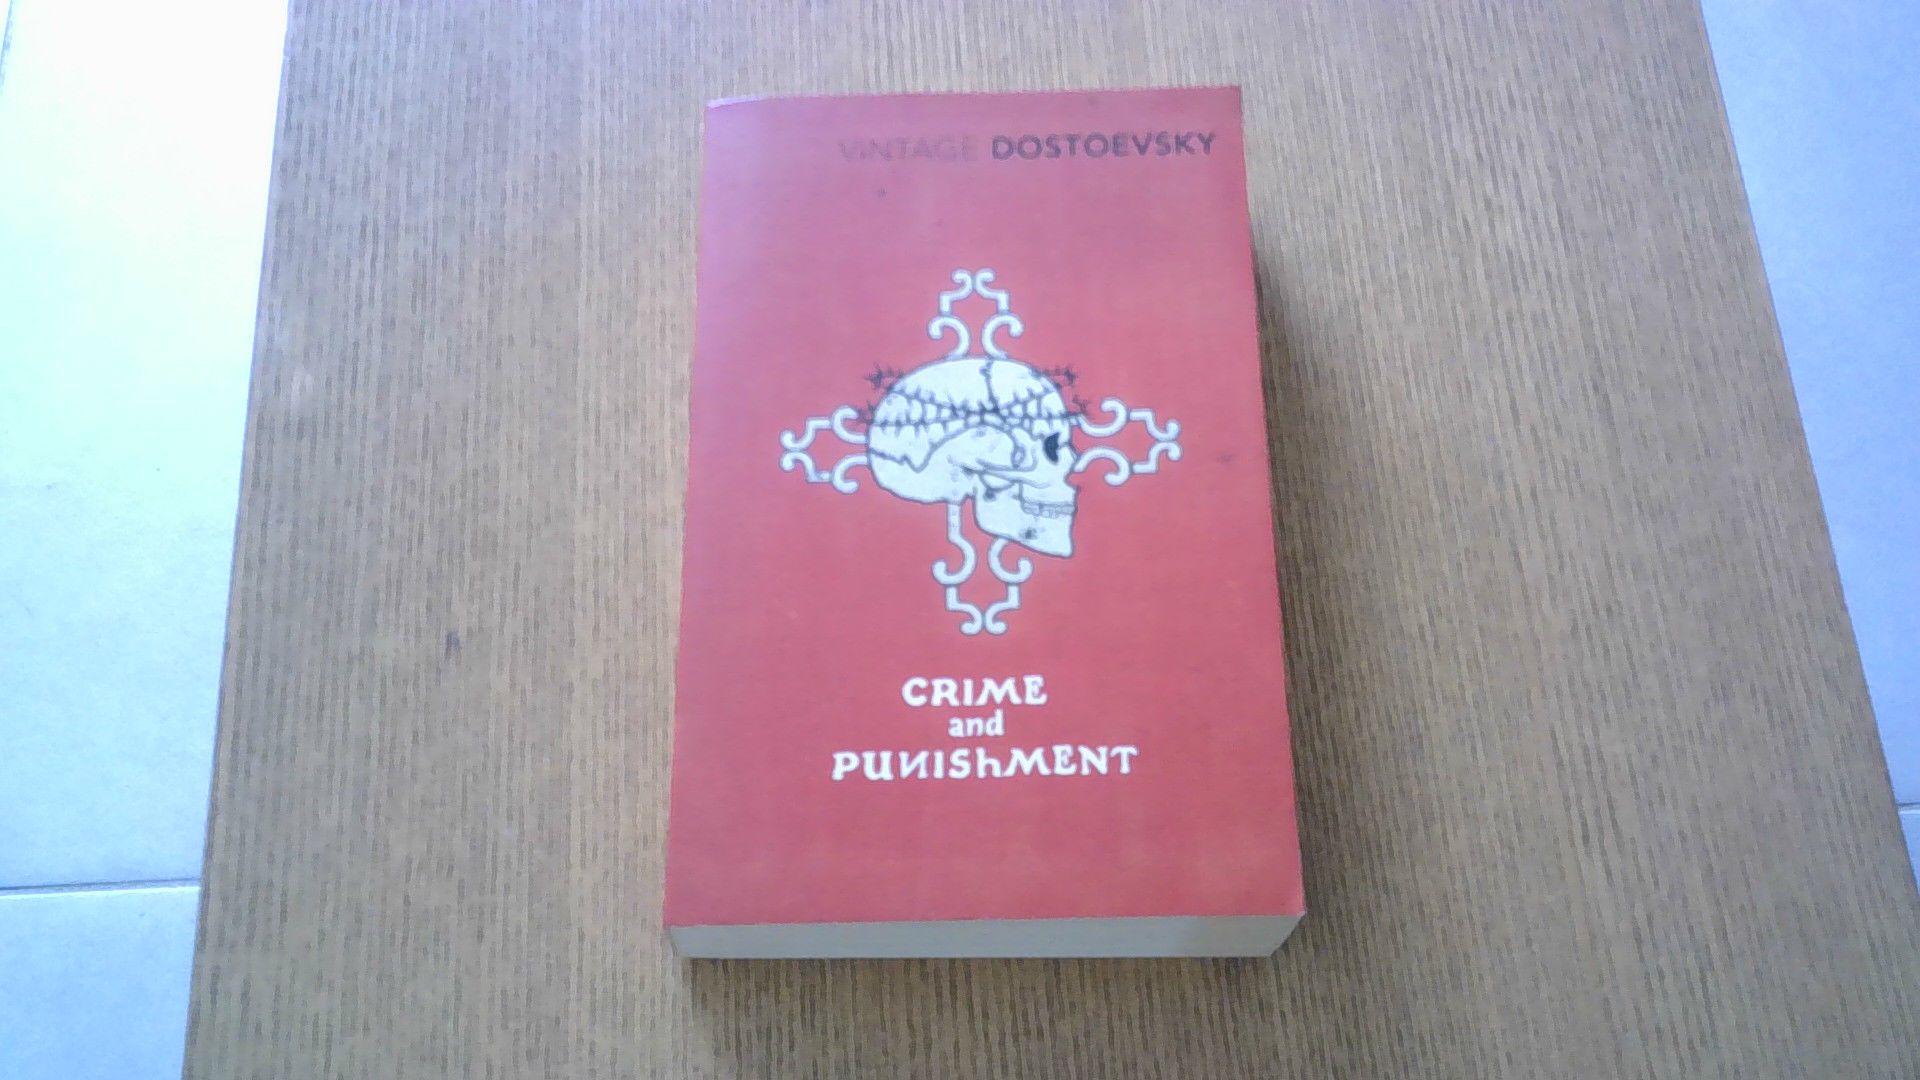 VINTAGE DOSTOEVSKY
CRIME
and
PUNIShMENT